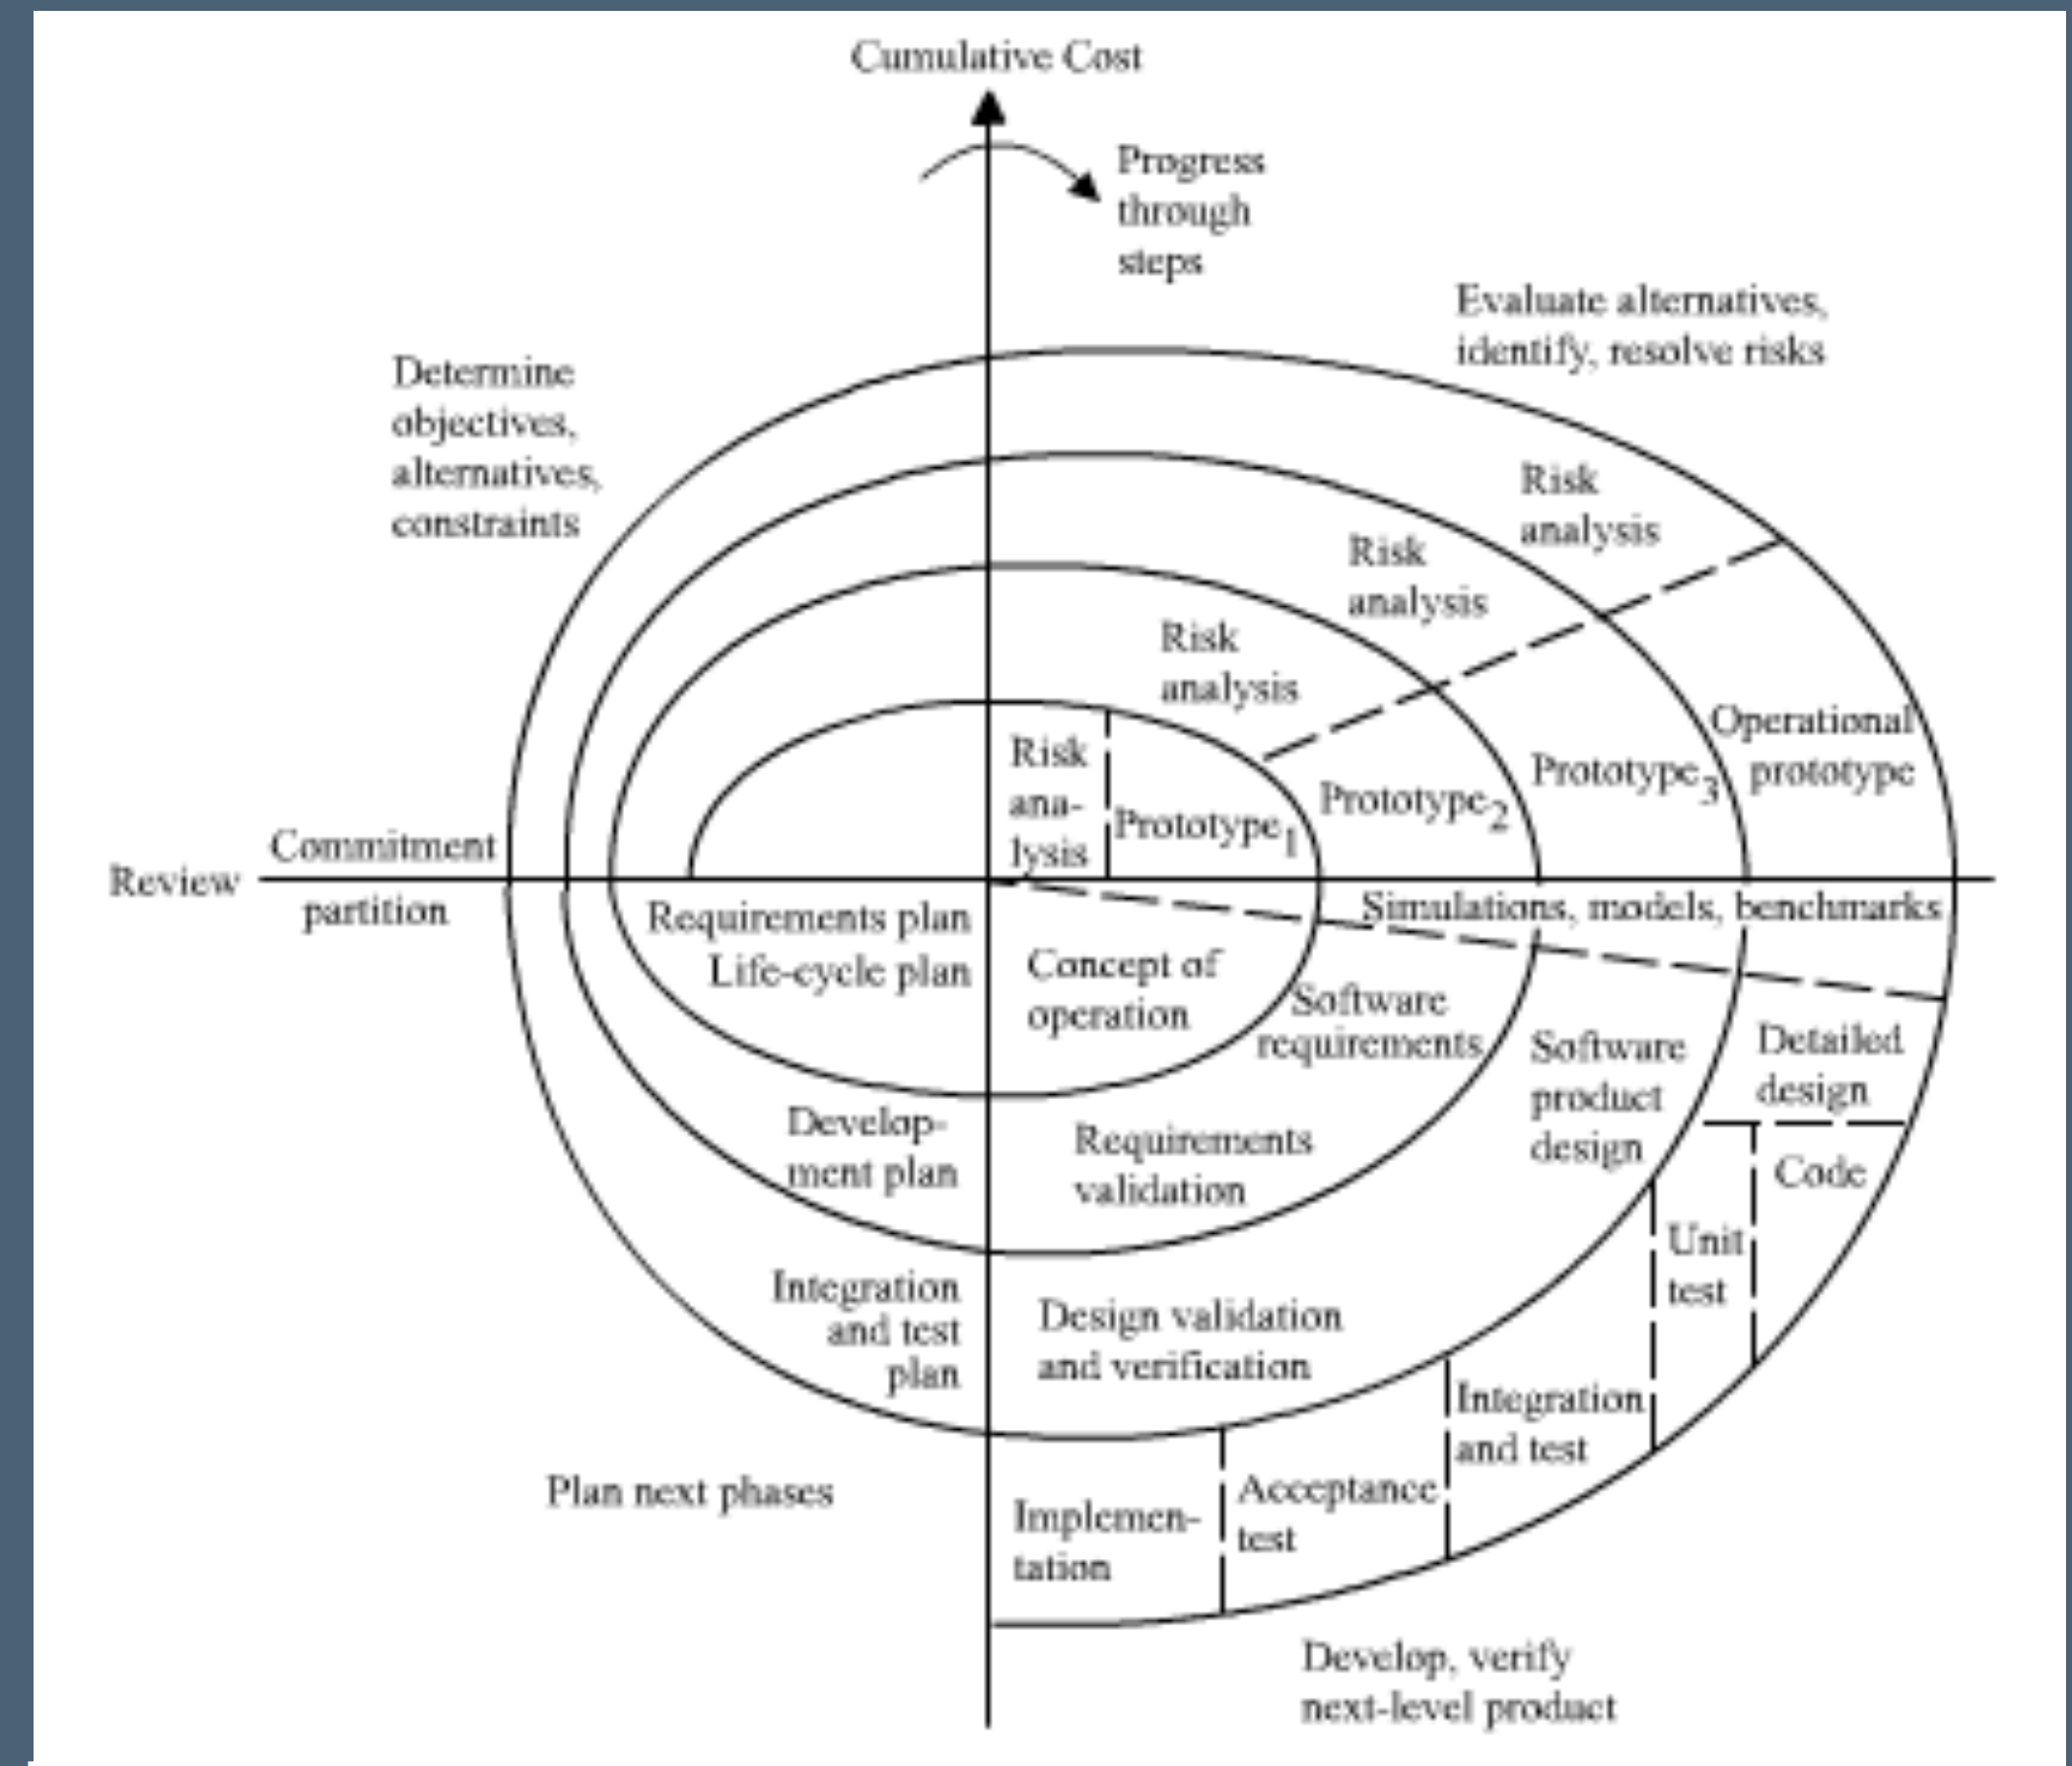 Cumulative Cost
Progress
through
steps
Evaluate alternatives,
identify, resolve risks
Determine
objectives,
alternatives,
constraints
Risk
analysis
Risk
analysis
Risk
analysis
Risk
ana-
lysis
Prototype1
Prototype2
Prototype3
Operational
prototype
Review
Commitment
partition
Requirements plan
Life-cycle plan
Concept of
operation
Simulations, models, benchmarks
Software
requirements
Software
product
design
Detailed
design
Code
Unit
test
Develop-
ment plan
Requirements
validation
Integration
and test
plan
Design validation
and verification
Integration
and test
Acceptance
test
Implemen-
tation
Plan next phases
Develop, verify
next-level product